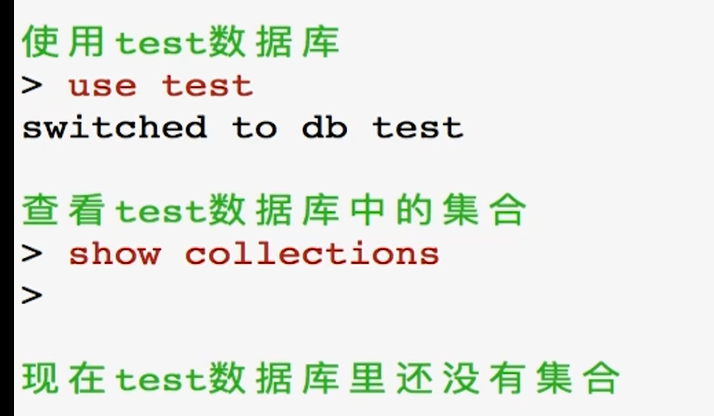 使用test数据库
> use test
switched to db test
查看test数据库中的集合
> show collections
>
现在test数据库里还没有集合